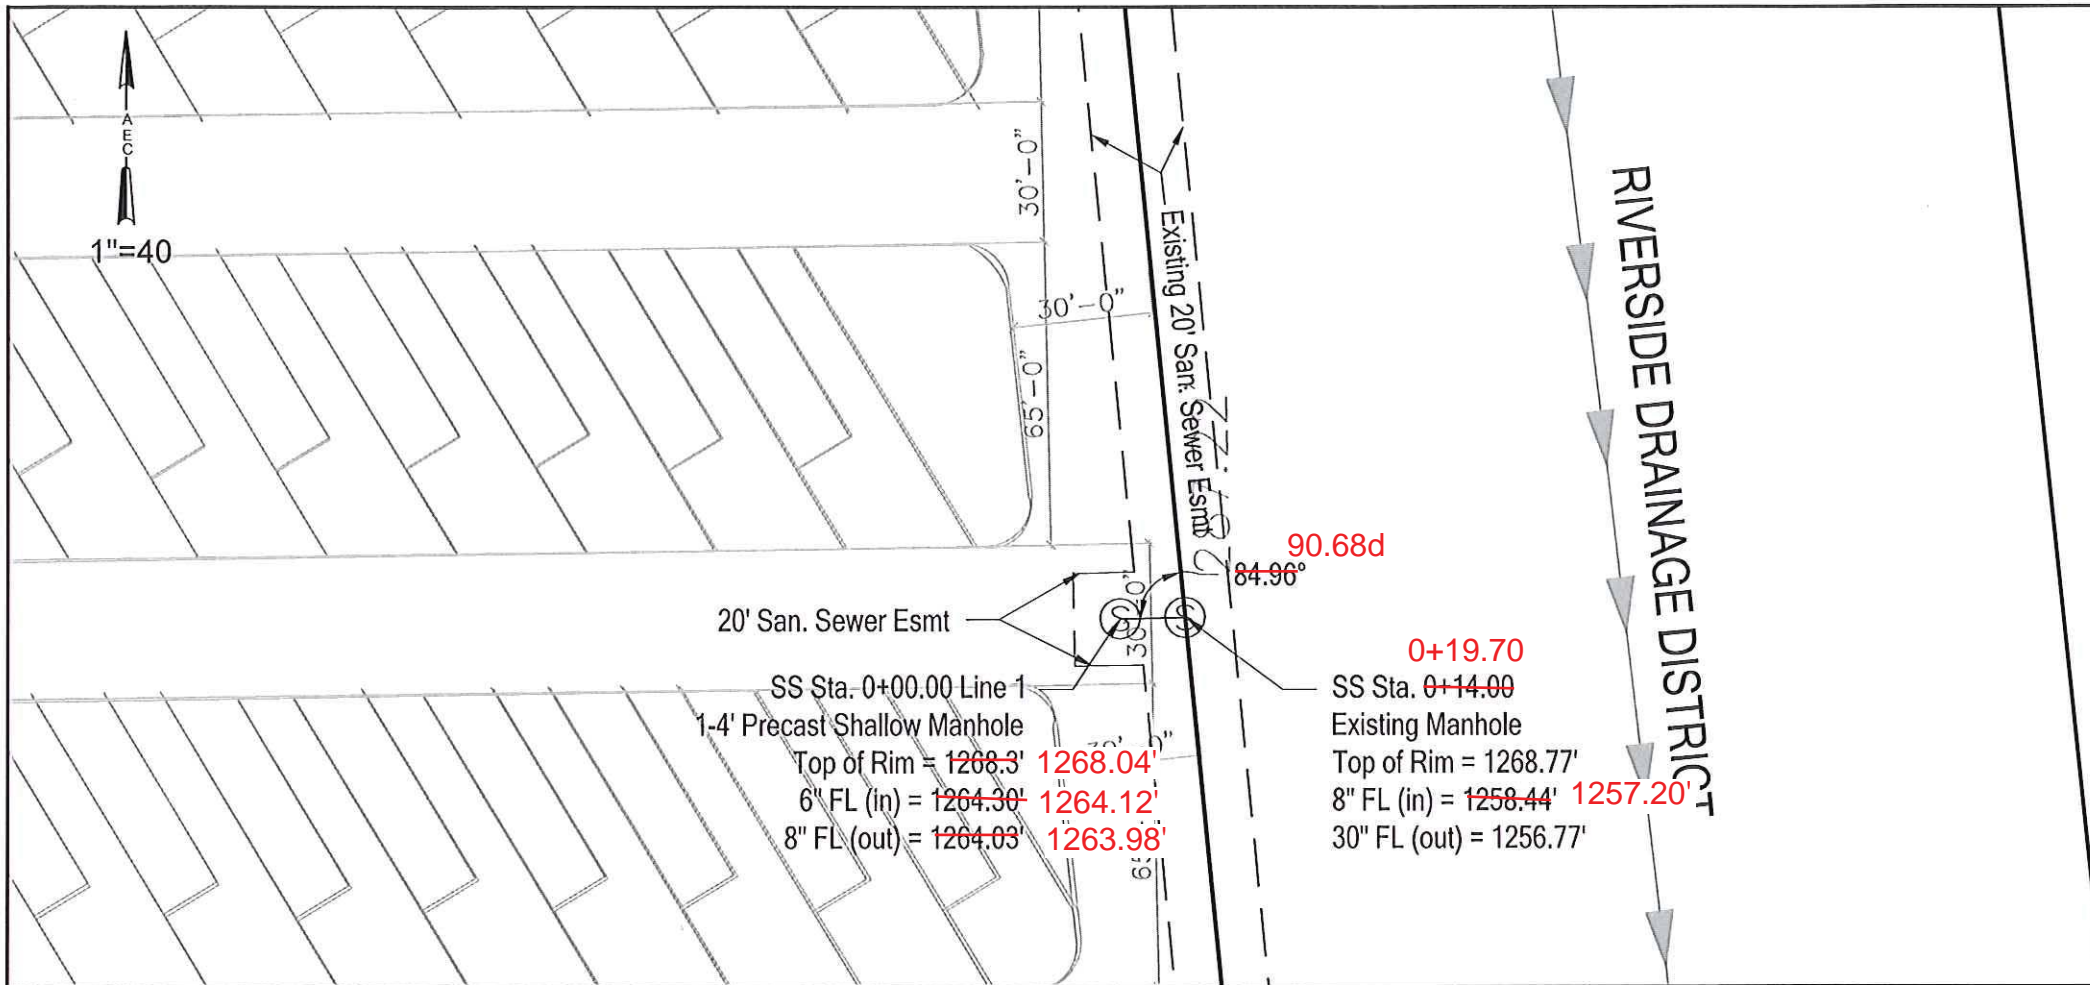 AEC
1"=40
30'-0"
30'-0"
65'-0"
Existing 20' San. Sewer Esmt
RIVERSIDE DRAINAGE DISTRICT
90.68d
84.96°
30'-0"
20' San. Sewer Esmt
SS Sta. 0+00.00 Line 1
1-4' Precast Shallow Manhole
Top of Rim = 1268.3' 1268.04'
6" FL (in) = 1264.30' 1264.12'
8" FL (out) = 1264.03' 1263.98'
S
S
0+19.70
SS Sta. 0+14.00
Existing Manhole
Top of Rim = 1268.77'
8" FL (in) = 1258.44' 1257.20'
30" FL (out) = 1256.77'